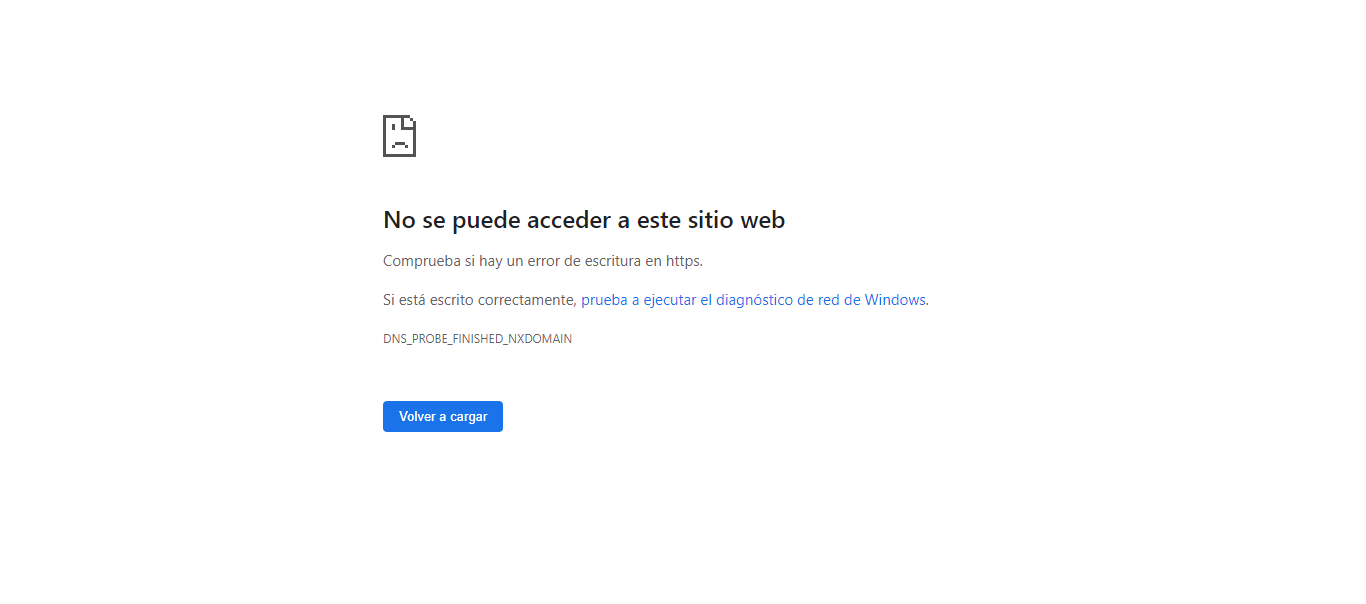 No se puede acceder a este sitio web
Comprueba si hay un error de escritura en https.
Si está escrito correctamente, prueba a ejecutar el diagnóstico de red de Windows.
DNS_PROBE_FINISHED_NXDOMAIN
Volver a cargar